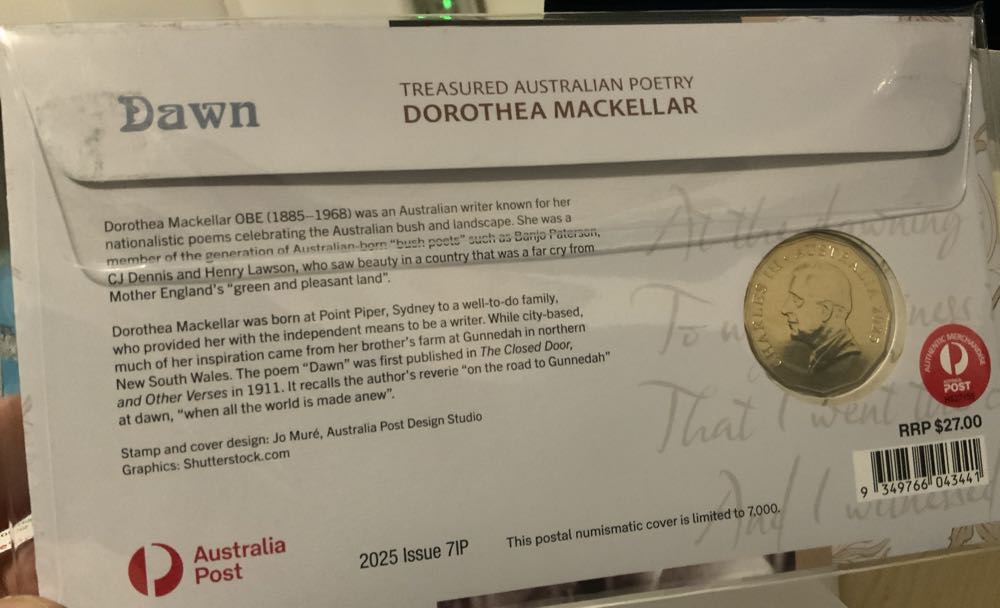 Dawn
TREASURED AUSTRALIAN POETRY
DOROTHEA MACKELLAR
Dorothea Mackellar OBE (1885–1968) was an Australian writer known for her
nationalistic poems celebrating the Australian bush and landscape. She was a
member of the generation of Australian-born “bush poets” such as Banjo Paterson,
CJ Dennis and Henry Lawson, who saw beauty in a country that was a far cry from
Mother England’s “green and pleasant land”.
Dorothea Mackellar was born at Point Piper, Sydney to a well-to-do family,
who provided her with the independent means to be a writer. While city-based,
much of her inspiration came from her brother’s farm at Gunnedah in northern
New South Wales. The poem “Dawn” was first published in The Closed Door,
and Other Verses in 1911. It recalls the author’s reverie “on the road to Gunnedah”
at dawn, “when all the world is made anew”.
Stamp and cover design: Jo Muré, Australia Post Design Studio
Graphics: Shutterstock.com
At the dawning
To
That I went
And I witnessed
CHARLES III · AUSTRALIA 2025
AUTHENTIC MERCHANDISE
POST
RRP $27.00
9 349766 043441
Australia
Post
2025 Issue 7IP
This postal numismatic cover is limited to 7,000.